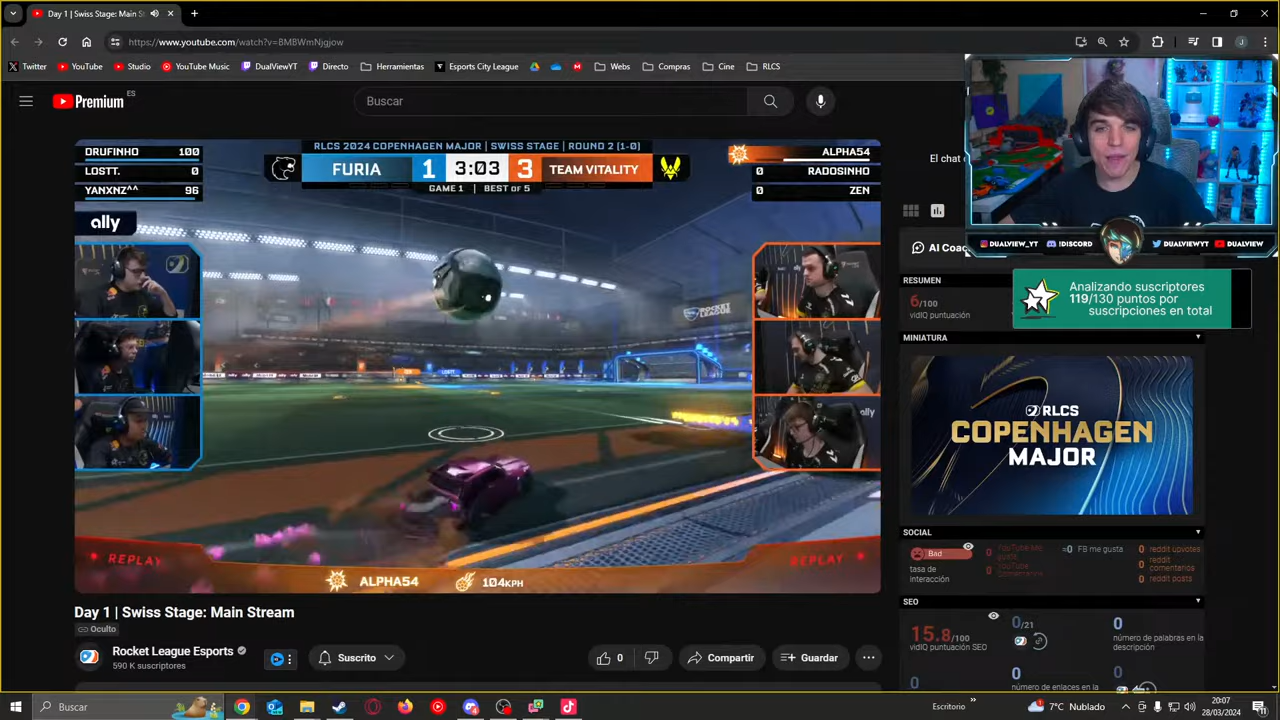 Day 1 | Swiss Stage: Main S
https://www.youtube.com/watch?v=BMBWmNjgjow
Twitter
YouTube
Studio
YouTube Music
DualViewYT
Directo
Herramientas
Esports City League
Webs
Compras
Cine
RLCS
Premium
ES
Buscar
El chat
RLCS 2024 COPENHAGEN MAJOR | SWISS STAGE | ROUND 2 (1-0)
DRUFINHO 100
LOSTT. 0
YANXNZ^^ 96
FURIA 1 3:03 3 TEAM VITALITY
GAME 1 | BEST OF 5
ALPHA54
0 RADOSINHO
0 ZEN
ally
ROCKET LEAGUE
ally
REPLAY
REPLAY
ALPHA54 104KPH
DUALVIEW_YT
!DISCORD
DUALVIEWYT
DUALVIEW
AI Coac
Analizando suscriptores
119/130 puntos por
suscripciones en total
RESUMEN
6/100
vidIQ puntuación
MINIATURA
RLCS
COPENHAGEN
MAJOR
SOCIAL
Bad
tasa de
interacción
0
0
≈0 FB me gusta
0 reddit upvotes
0 reddit comentarios
0 reddit posts
SEO
15.8/100
vidIQ puntuación SEO
0/21
0
número de palabras en la
descripción
0
número de enlaces en la
0
Day 1 | Swiss Stage: Main Stream
Oculto
Rocket League Esports
590 K suscriptores
Suscrito
0
Compartir
Guardar
Buscar
Escritorio
7°C Nublado
20:07
28/03/2024